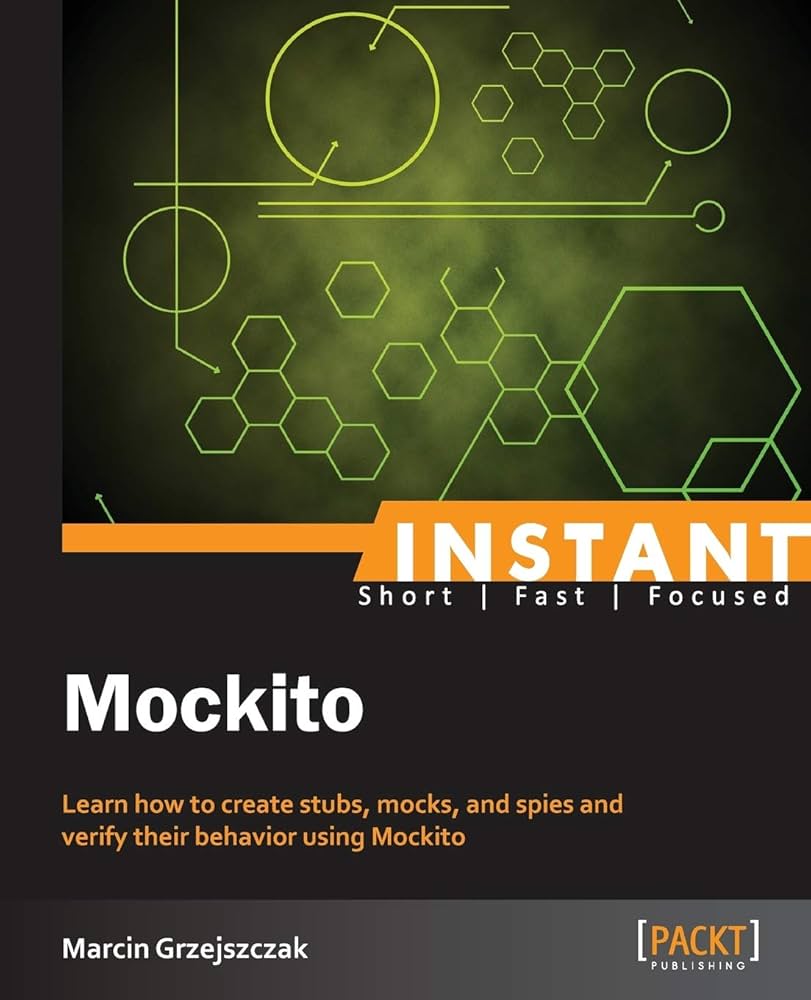 INSTANT
Short | Fast | Focused
Mockito
Learn how to create stubs, mocks, and spies and
verify their behavior using Mockito
Marcin Grzejszczak
[PACKT]
PUBLISHING